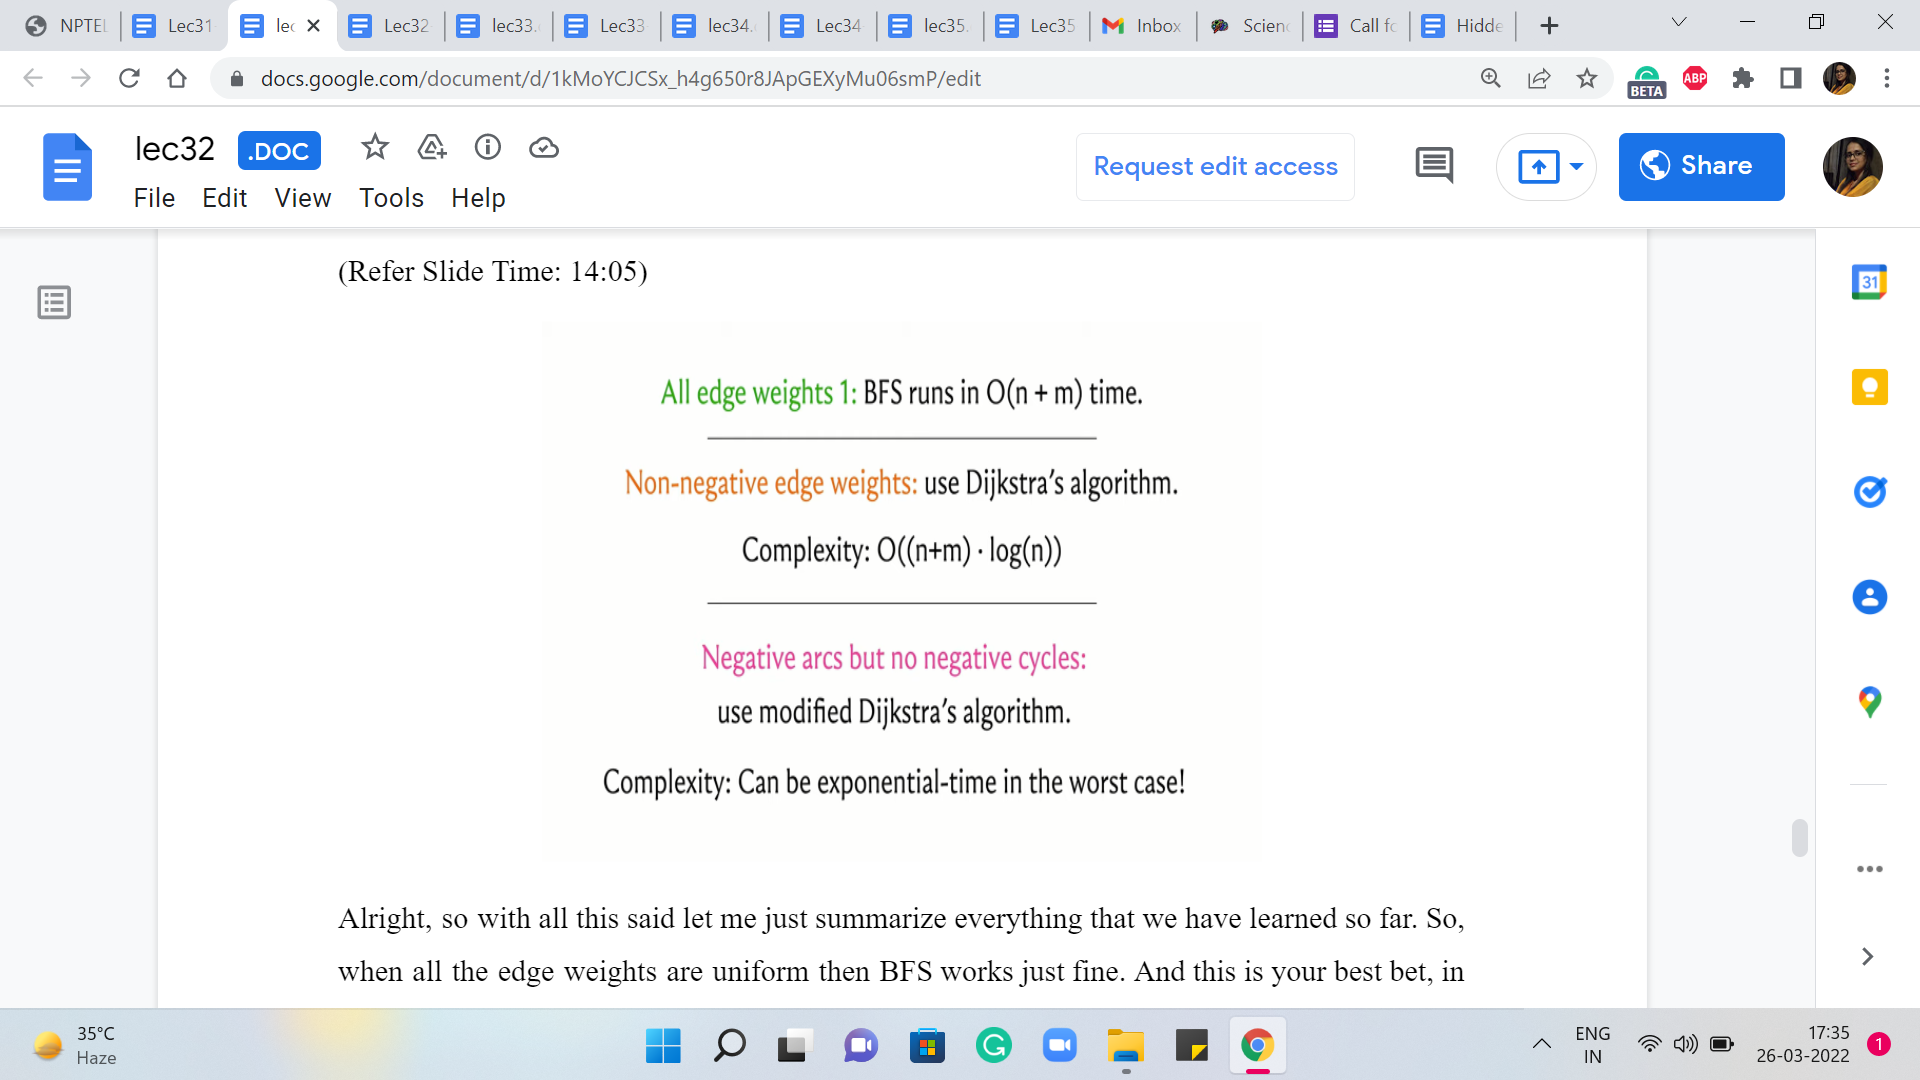 NPTEL
Lec31
lec
Lec32
lec33.
Lec33
lec34.
Lec34
lec35.
Lec35
Inbox
Scien
Call fo
Hidde
docs.google.com/document/d/1kMoYCJCSx_h4g650r8JApGEXyMu06smP/edit
BETA
ABP
lec32
.DOC
Request edit access
Share
File
Edit
View
Tools
Help
31
(Refer Slide Time: 14:05)
All edge weights 1: BFS runs in O(n + m) time.
Non-negative edge weights: use Dijkstra's algorithm.
Complexity: O((n+m) · log(n))
Negative arcs but no negative cycles:
use modified Dijkstra's algorithm.
Complexity: Can be exponential-time in the worst case!
Alright, so with all this said let me just summarize everything that we have learned so far. So,
when all the edge weights are uniform then BFS works just fine. And this is your best bet, in
35°C
Haze
ENG
IN
17:35
26-03-2022
1